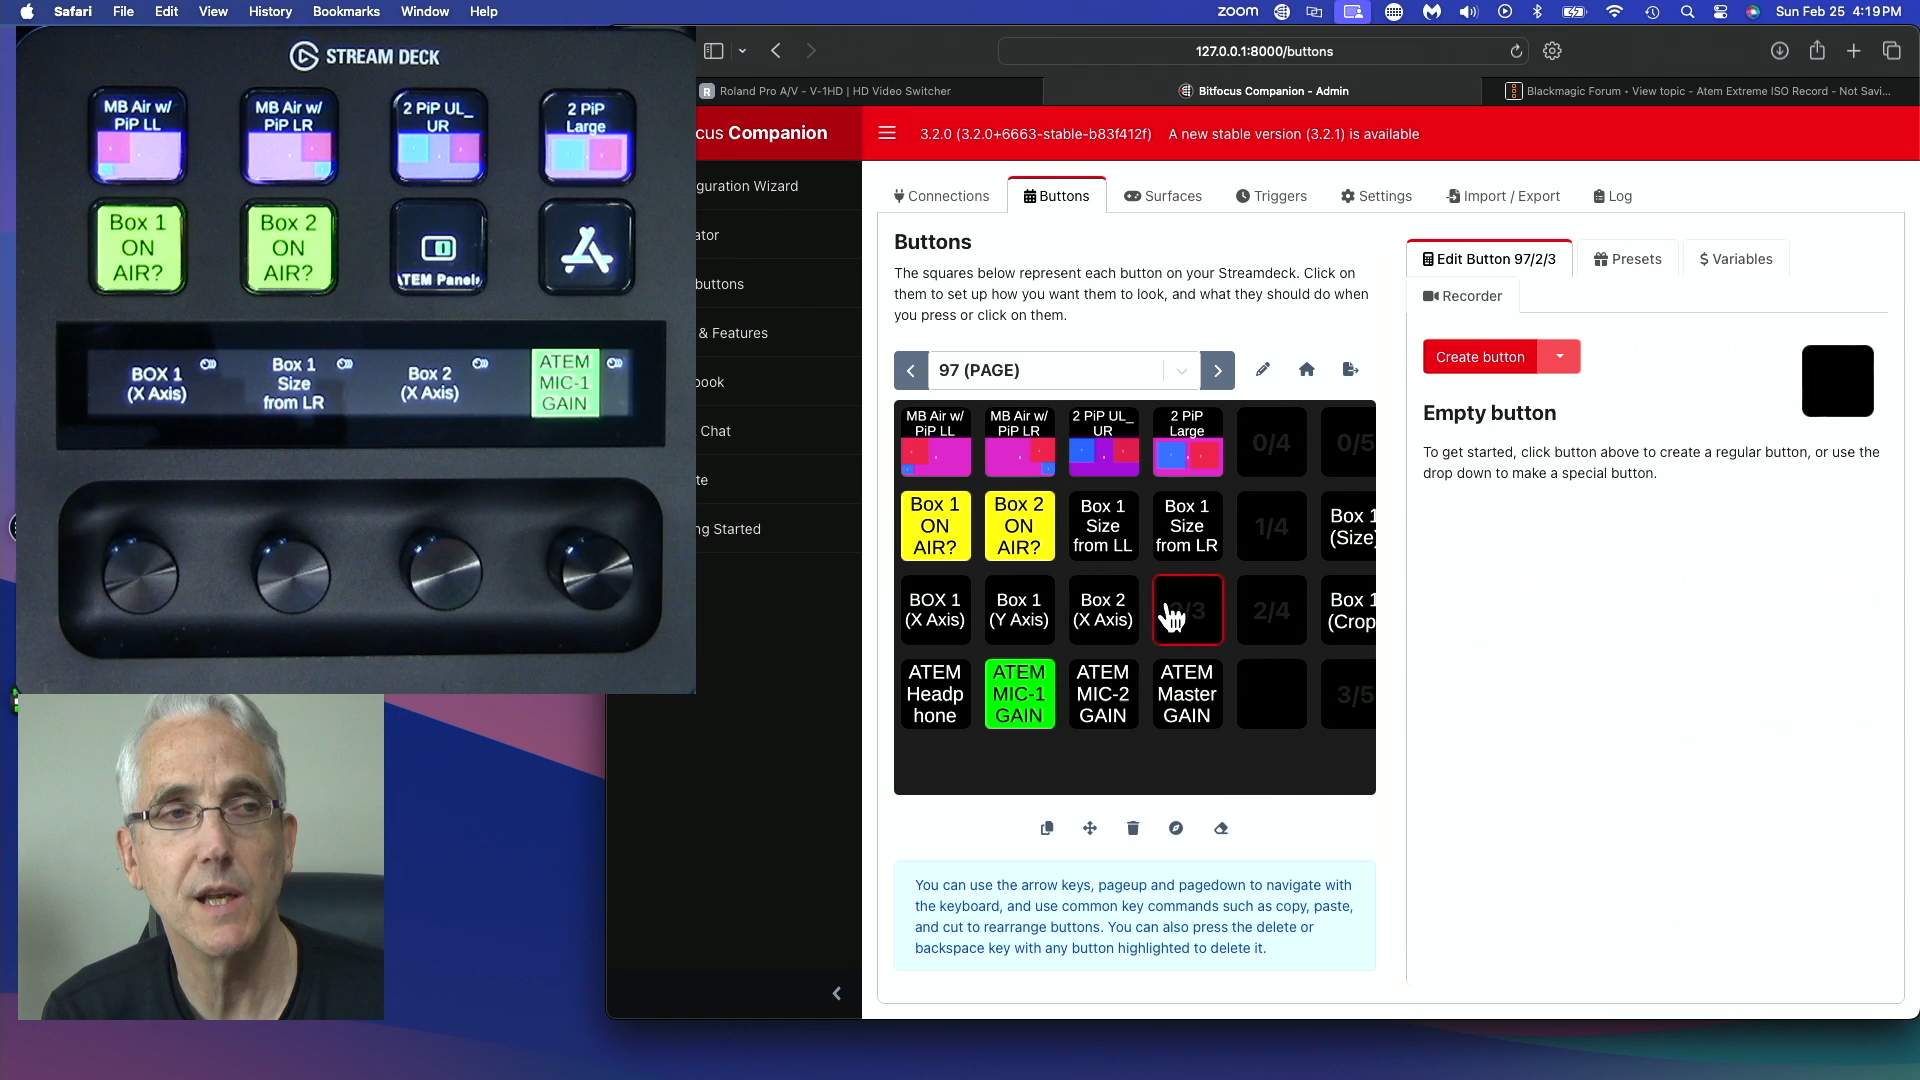 Safari File Edit View History Bookmarks Window Help
zoom
Sun Feb 25 4:19 PM
STREAM DECK
MB Air w/
PiP LL
MB Air w/
PiP LR
2 PiP UL_
UR
2 PiP
Large
Box 1
ON
AIR?
Box 2
ON
AIR?
ATEM Panels
BOX 1
(X Axis)
Box 1
Size
from LR
Box 2
(X Axis)
ATEM
MIC-1
GAIN
127.0.0.1:8000/buttons
Roland Pro A/V - V-1HD | HD Video Switcher
Bitfocus Companion - Admin
Blackmagic Forum • View topic - Atem Extreme ISO Record - Not Savi...
cus Companion
3.2.0 (3.2.0+6663-stable-b83f412f) A new stable version (3.2.1) is available
guration Wizard
ator
buttons
& Features
ook
Chat
te
ng Started
Connections
Buttons
Surfaces
Triggers
Settings
Import / Export
Log
Buttons
The squares below represent each button on your Streamdeck. Click on
them to set up how you want them to look, and what they should do when
you press or click on them.
97 (PAGE)
MB Air w/
PiP LL
MB Air w/
PiP LR
2 PiP UL_
UR
2 PiP
Large
0/4
0/5
Box 1
ON
AIR?
Box 2
ON
AIR?
Box 1
Size
from LL
Box 1
Size
from LR
1/4
Box 1
(Size)
BOX 1
(X Axis)
Box 1
(Y Axis)
Box 2
(X Axis)
/3
2/4
Box 1
(Crop
ATEM
Headp
hone
ATEM
MIC-1
GAIN
ATEM
MIC-2
GAIN
ATEM
Master
GAIN
3/5
You can use the arrow keys, pageup and pagedown to navigate with
the keyboard, and use common key commands such as copy, paste,
and cut to rearrange buttons. You can also press the delete or
backspace key with any button highlighted to delete it.
Edit Button 97/2/3
Presets
$ Variables
Recorder
Create button
Empty button
To get started, click button above to create a regular button, or use the
drop down to make a special button.